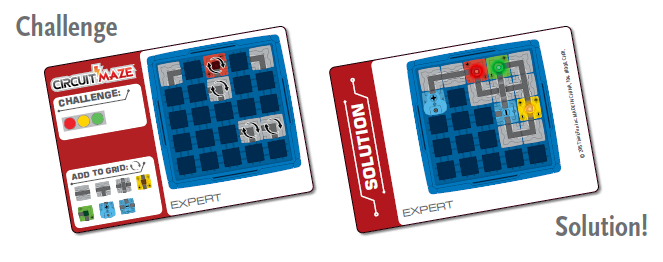 Challenge
CIRCUIT MAZE
CHALLENGE:
ADD TO GRID:
EXPERT
SOLUTION
EXPERT
Solution!